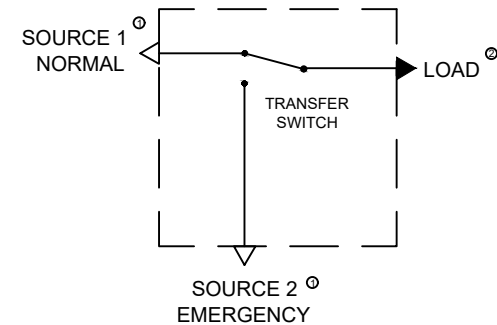 SOURCE 1 ①
NORMAL
LOAD ②
TRANSFER
SWITCH
SOURCE 2 ①
EMERGENCY